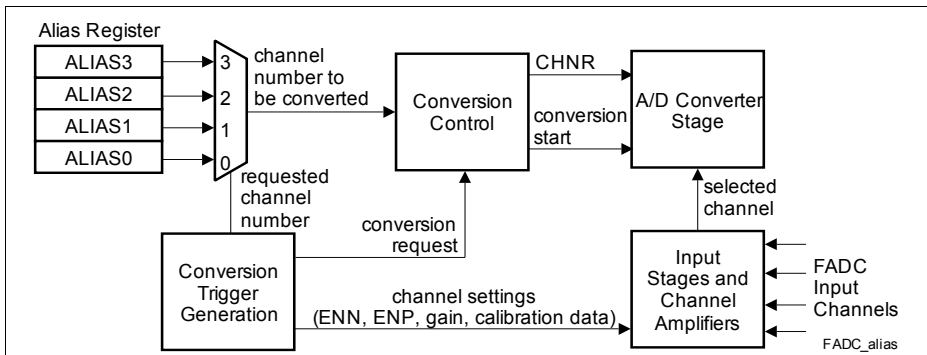 Alias Register
ALIAS3
ALIAS2
ALIAS1
ALIAS0
3
2
1
0
channel
number to
be converted
requested
channel
number
Conversion
Control
CHNR
conversion
start
A/D Converter
Stage
selected
channel
Conversion
Trigger
Generation
conversion
request
channel settings
(ENN, ENP, gain, calibration data)
Input
Stages and
Channel
Amplifiers
FADC
Input
Channels
FADC_alias